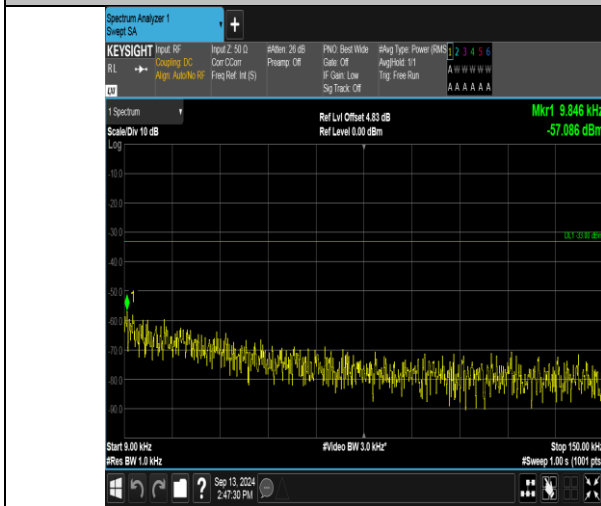 Spectrum Analyzer 1
Swept SA
+
KEYSIGHT
RL
Input: RF
Coupling: DC
Align: Auto/No RF
Input Z: 50 Ω
Corr CCorr
Freq Ref: Int (S)
#Atten: 26 dB
Preamp: Off
PNO: Best Wide
Gate: Off
IF Gain: Low
Sig Track: Off
#Avg Type: Power (RMS
Avg|Hold: 1/1
Trig: Free Run
1 2 3 4 5 6
A W W W W W
A A A A A A
1 Spectrum
Scale/Div 10 dB
Ref Lvl Offset 4.83 dB
Ref Level 0.00 dBm
Mkr1 9.846 kHz
-57.086 dBm
Log
-10.0
-20.0
-30.0
DL1 -33.00 dBm
-40.0
-50.0
1
-60.0
-70.0
-80.0
-90.0
Start 9.00 kHz
#Video BW 3.0 kHz*
Stop 150.00 kHz
#Res BW 1.0 kHz
#Sweep 1.00 s (1001 pts)
?
Sep 13, 2024
2:47:30 PM